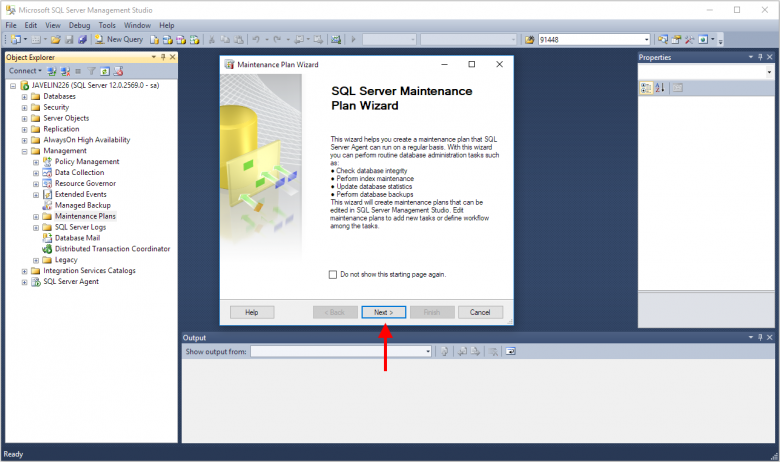 Microsoft SQL Server Management Studio
File Edit View Debug Tools Window Help
New Query
91448
Object Explorer
Connect
JAVELIN226 (SQL Server 12.0.2569.0 - sa)
Databases
Security
Server Objects
Replication
AlwaysOn High Availability
Management
Policy Management
Data Collection
Resource Governor
Extended Events
Managed Backup
Maintenance Plans
SQL Server Logs
Database Mail
Distributed Transaction Coordinator
Legacy
Integration Services Catalogs
SQL Server Agent
Maintenance Plan Wizard
SQL Server Maintenance
Plan Wizard
This wizard helps you create a maintenance plan that SQL
Server Agent can run on a regular basis. With this wizard
you can perform routine database administration tasks such
as:
● Check database integrity
● Perform index maintenance
● Update database statistics
● Perform database backups
This wizard will create maintenance plans that can be
edited in SQL Server Management Studio. Edit
maintenance plans to add new tasks or define workflow
among the tasks.
Do not show this starting page again.
Help
< Back
Next >
Finish
Cancel
Properties
Output
Show output from:
Ready